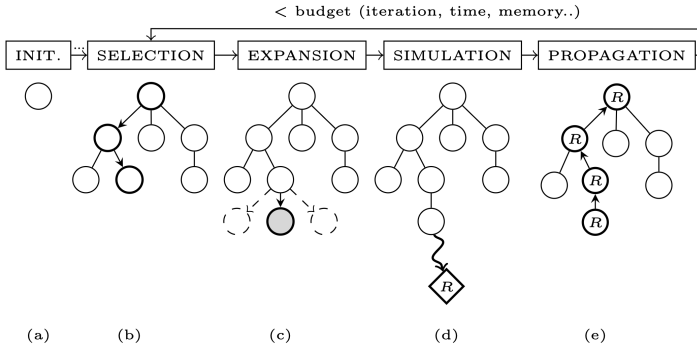 < budget (iteration, time, memory..)
INIT. ... SELECTION EXPANSION SIMULATION PROPAGATION
R
R
R
R
R
(a) (b) (c) (d) (e)